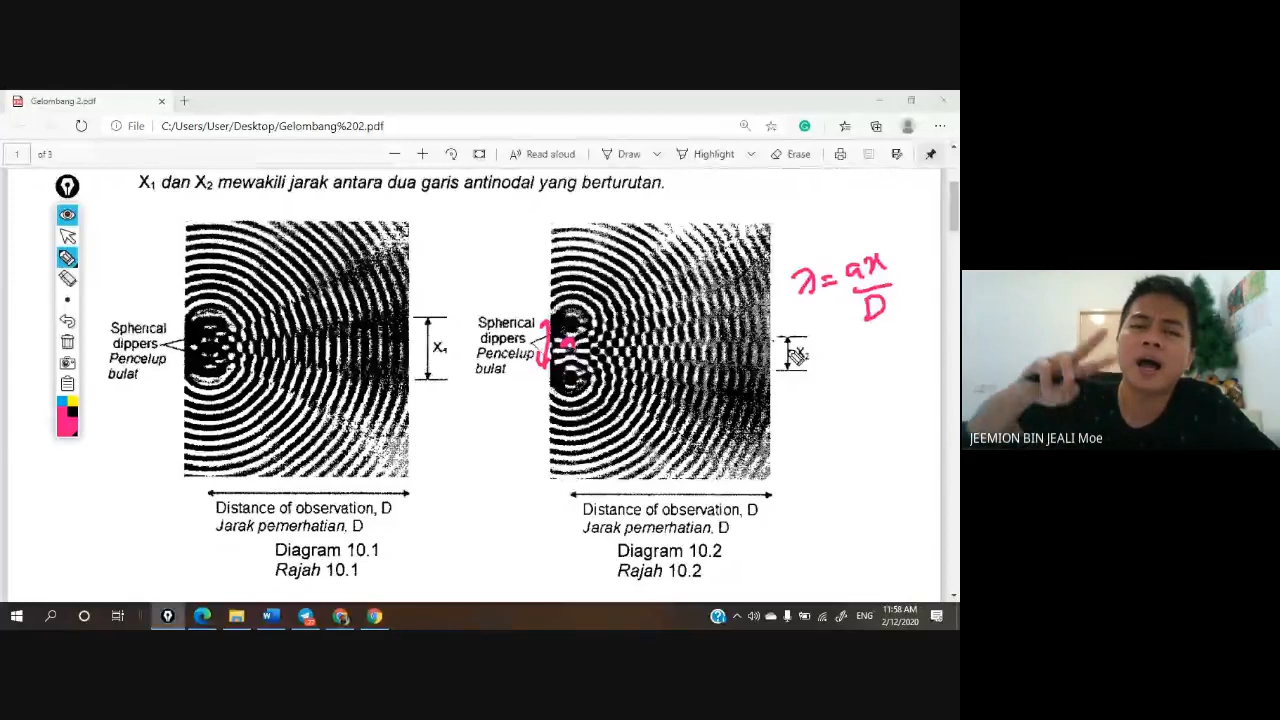 Gelombang 2.pdf
File C:/Users/User/Desktop/Gelombang%202.pdf
1 of 3
Read aloud Draw Highlight Erase
X₁ dan X₂ mewakili jarak antara dua garis antinodal yang berturutan.
Spherical
dippers
Pencelup
bulat
X₁
Distance of observation, D
Jarak pemerhatian, D
Diagram 10.1
Rajah 10.1
Spherical
dippers
Pencelup
bulat
a
X₂
λ = ax
D
Distance of observation, D
Jarak pemerhatian, D
Diagram 10.2
Rajah 10.2
JEEMION BIN JEALI Moe
ENG
11:58 AM
2/12/2020